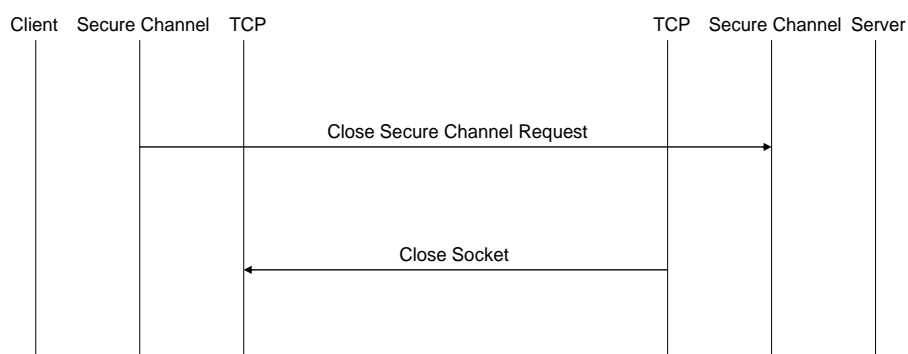 Client Secure Channel TCP TCP Secure Channel Server
Close Secure Channel Request
Close Socket